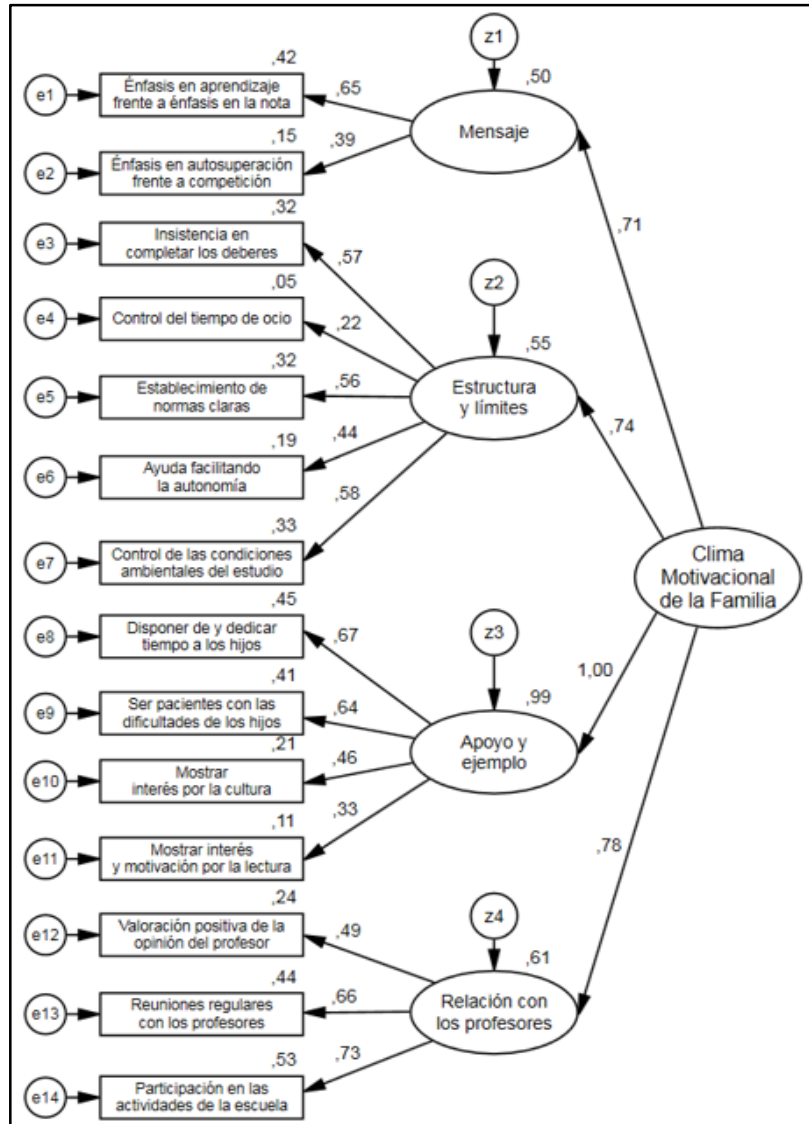 z1
,42
,50
e1
Énfasis en aprendizaje
frente a énfasis en la nota
,65
Mensaje
,15
,39
e2
Énfasis en autosuperación
frente a competición
,71
,32
e3
Insistencia en
completar los deberes
,57
z2
,05
e4
Control del tiempo de ocio
,22
,55
,32
e5
Establecimiento de
normas claras
,56
Estructura
y límites
,74
,19
,44
e6
Ayuda facilitando
la autonomía
,58
,33
e7
Control de las condiciones
ambientales del estudio
Clima
Motivacional
de la Familia
,45
e8
Disponer de y dedicar
tiempo a los hijos
,67
z3
1,00
,41
e9
Ser pacientes con las
dificultades de los hijos
,64
,99
,21
Apoyo y
ejemplo
e10
Mostrar
interés por la cultura
,46
,11
,33
e11
Mostrar interés
y motivación por la lectura
,78
,24
z4
e12
Valoración positiva de la
opinión del profesor
,49
,61
,44
e13
Reuniones regulares
con los profesores
,66
Relación con
los profesores
,53
,73
e14
Participación en las
actividades de la escuela